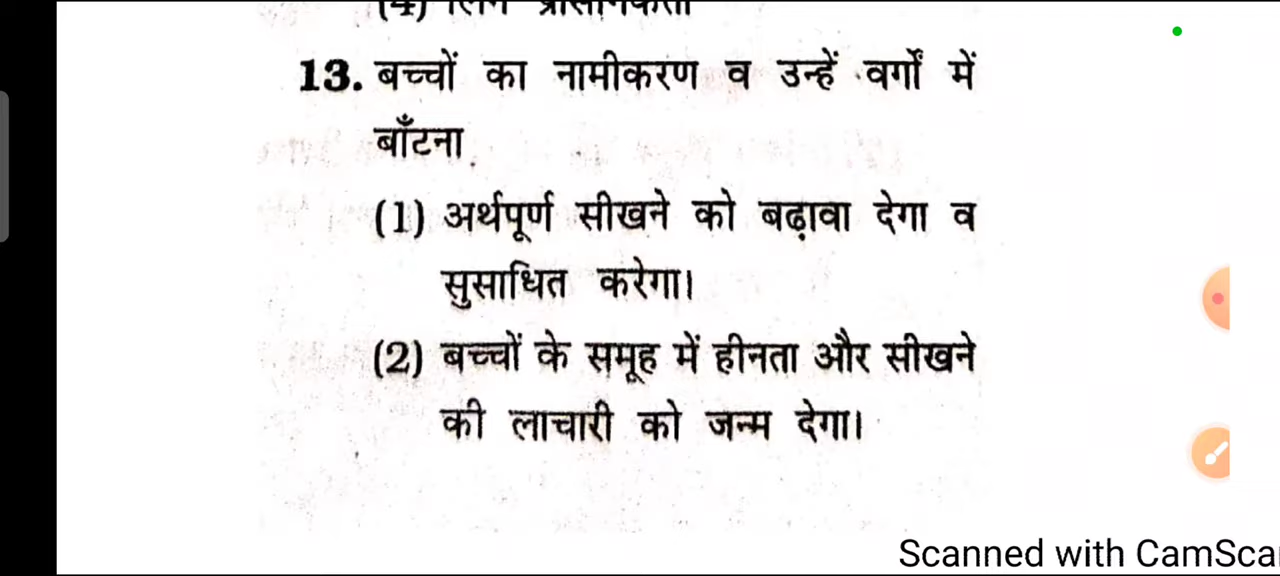 13. बच्चों का नामीकरण व उन्हें वर्गों में
बाँटना
(1) अर्थपूर्ण सीखने को बढ़ावा देगा व
सुसाधित करेगा।
(2) बच्चों के समूह में हीनता और सीखने
की लाचारी को जन्म देगा।
Scanned with CamSca